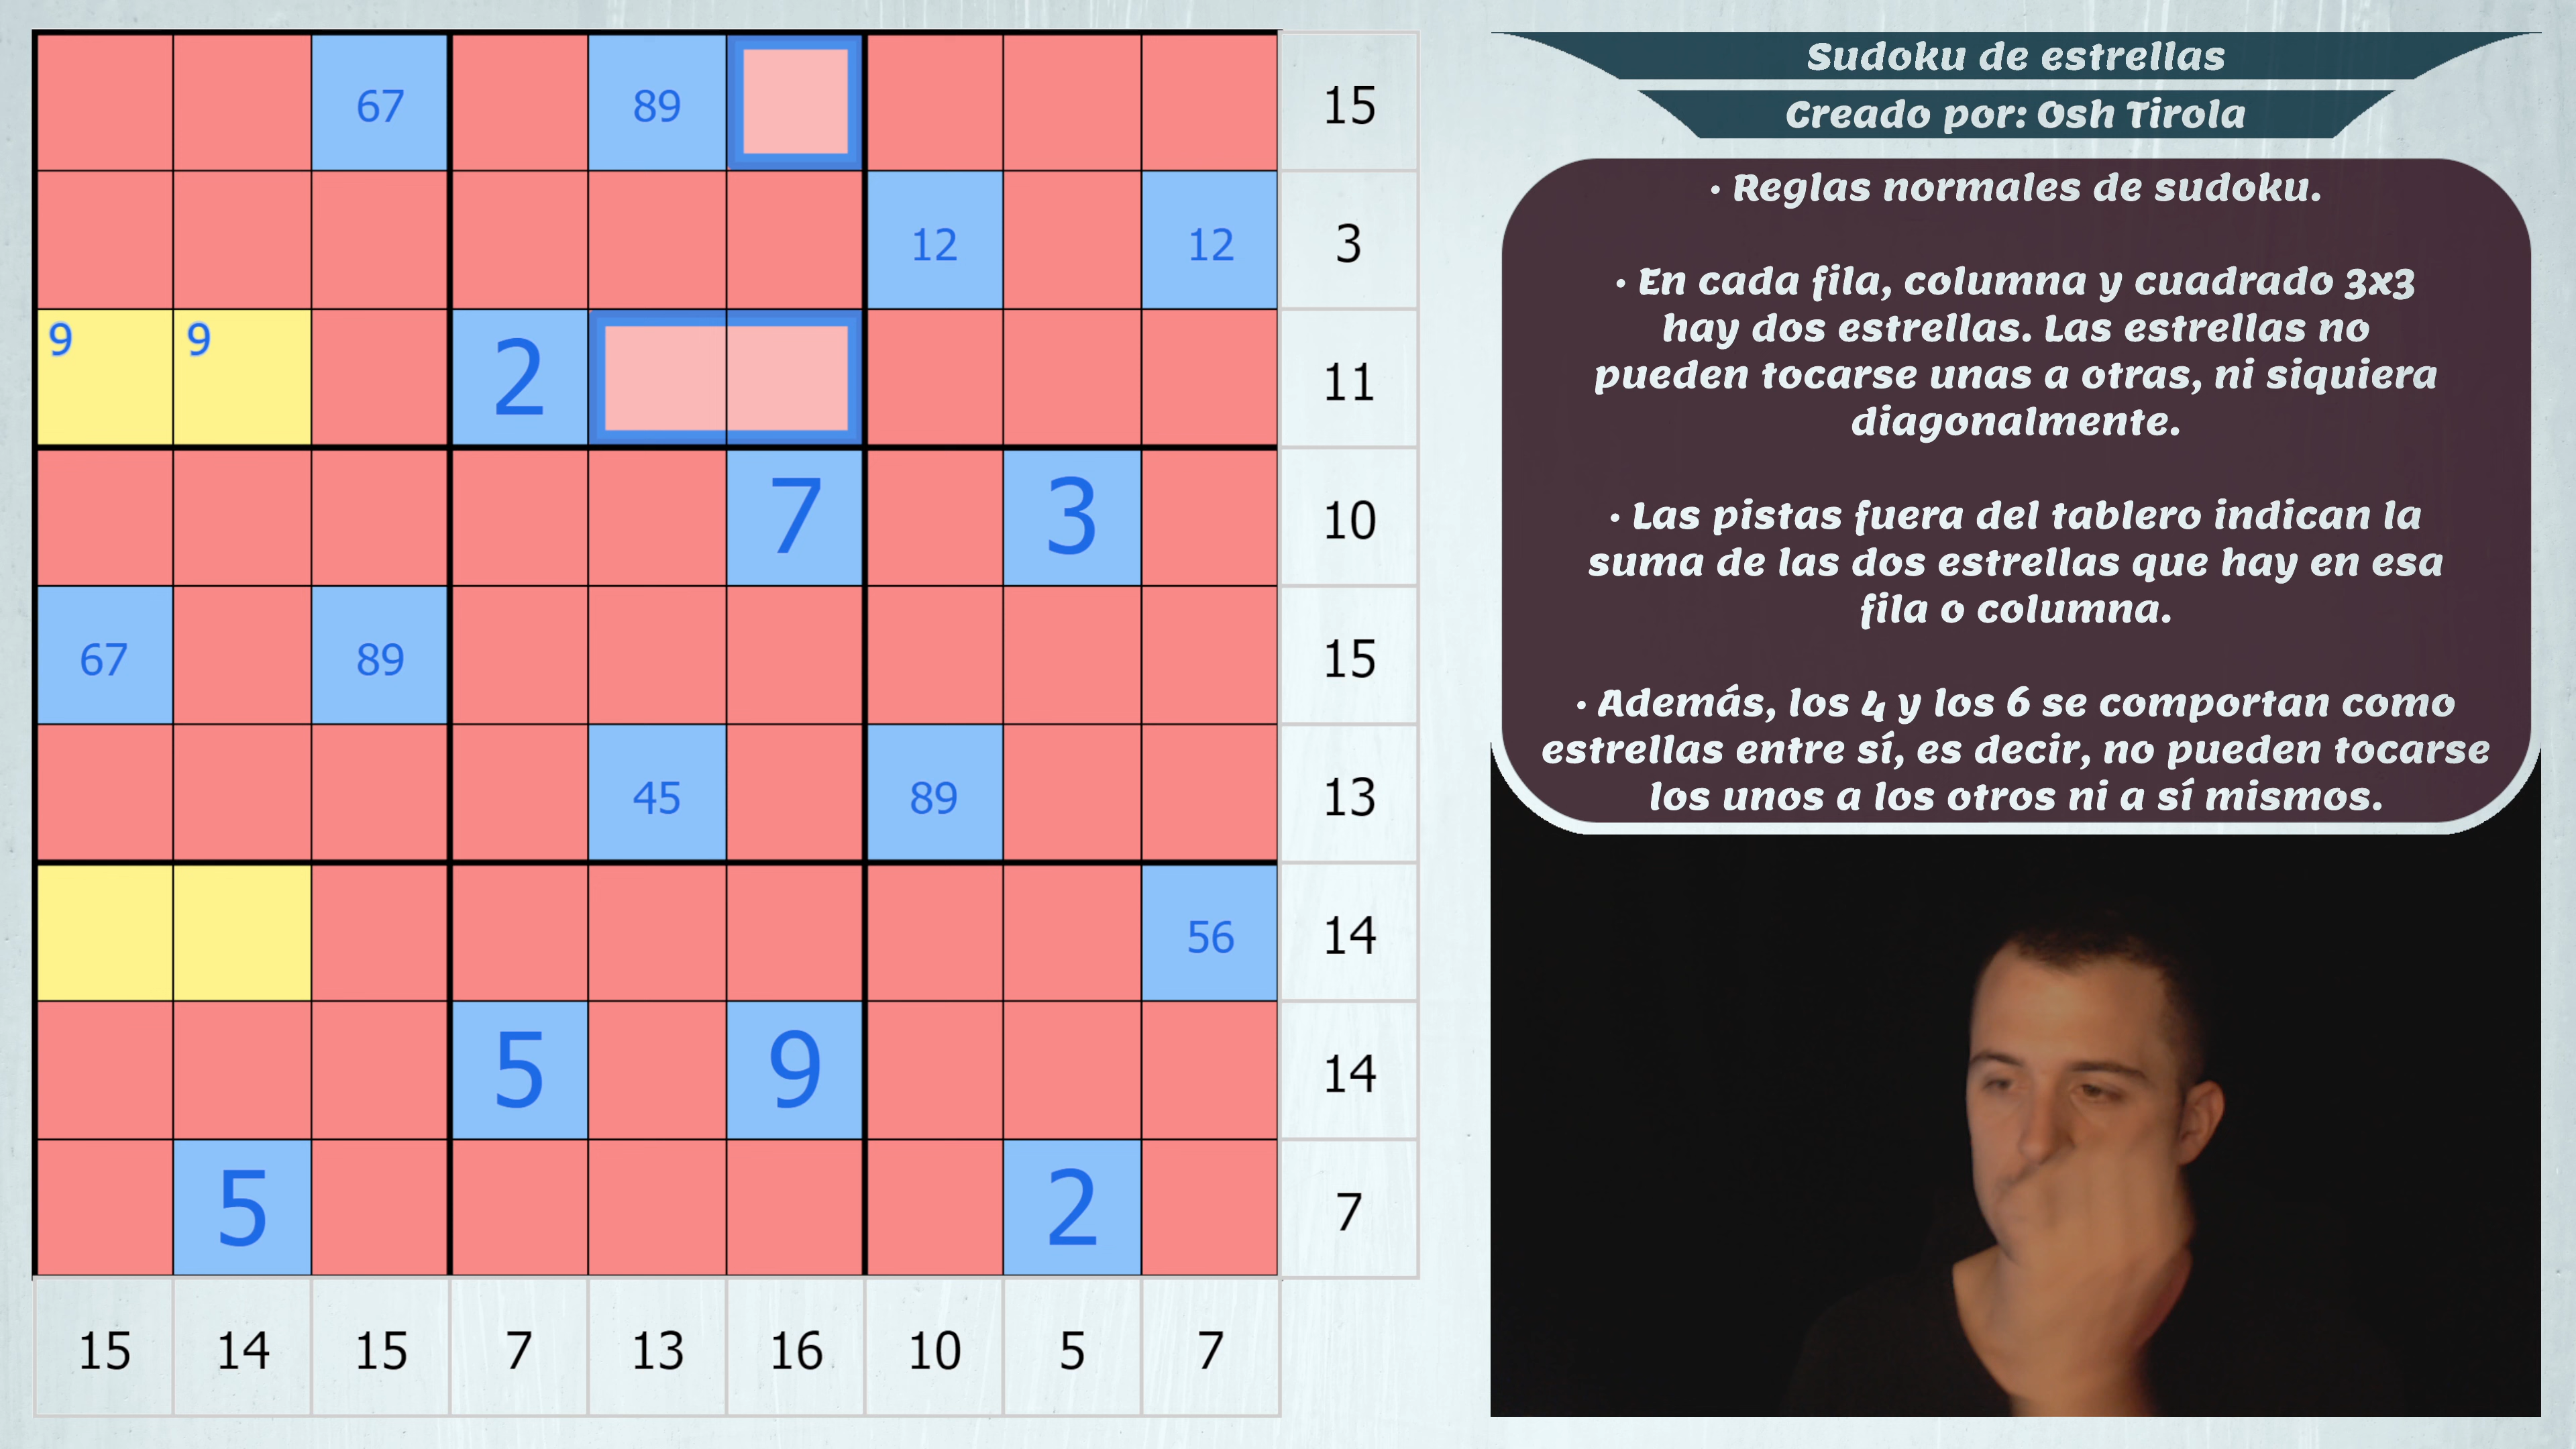 67 89 15
12 12 3
9 9 2 11
7 3 10
67 89 15
45 89 13
56 14
5 9 14
5 2 7
15 14 15 7 13 16 10 5 7
Sudoku de estrellas
Creado por: Osh Tirola
· Reglas normales de sudoku.
· En cada fila, columna y cuadrado 3x3
hay dos estrellas. Las estrellas no
pueden tocarse unas a otras, ni siquiera
diagonalmente.
· Las pistas fuera del tablero indican la
suma de las dos estrellas que hay en esa
fila o columna.
· Además, los 4 y los 6 se comportan como
estrellas entre sí, es decir, no pueden tocarse
los unos a los otros ni a sí mismos.